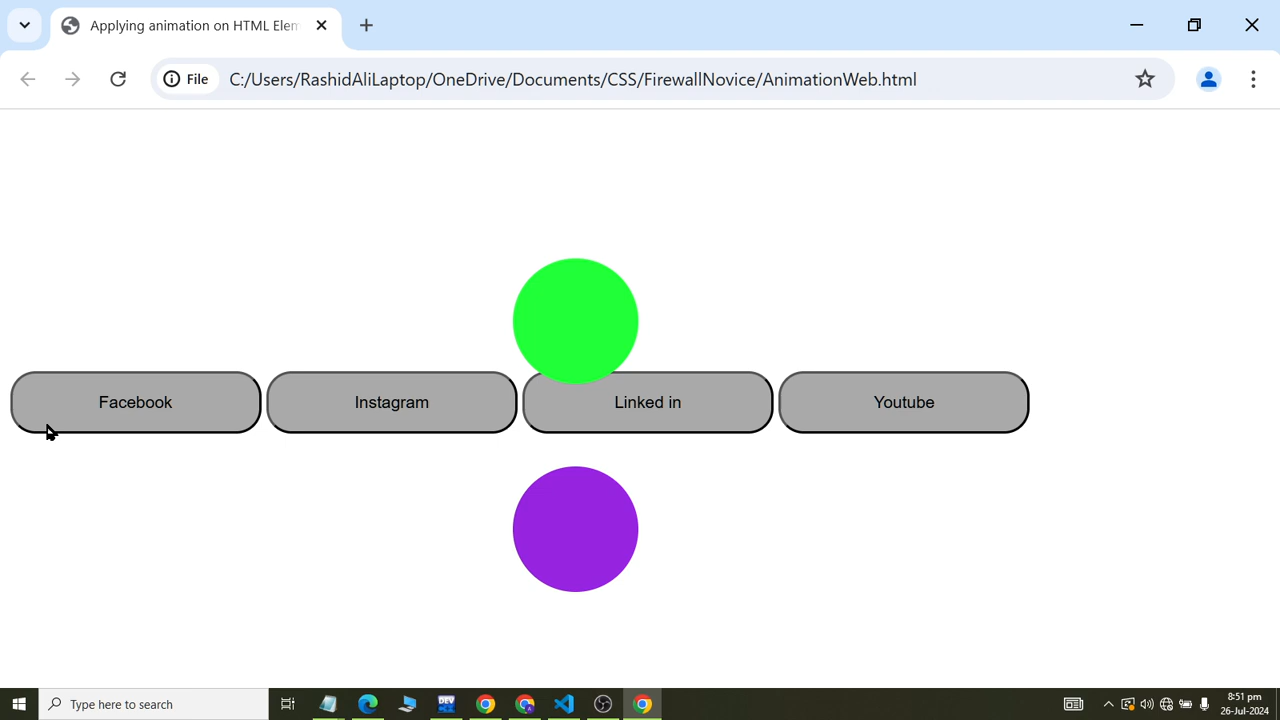 Applying animation on HTML Elem
File
C:/Users/RashidAliLaptop/OneDrive/Documents/CSS/FirewallNovice/AnimationWeb.html
Facebook
Instagram
Linked in
Youtube
Type here to search
DEV
8:51 pm
26-Jul-2024